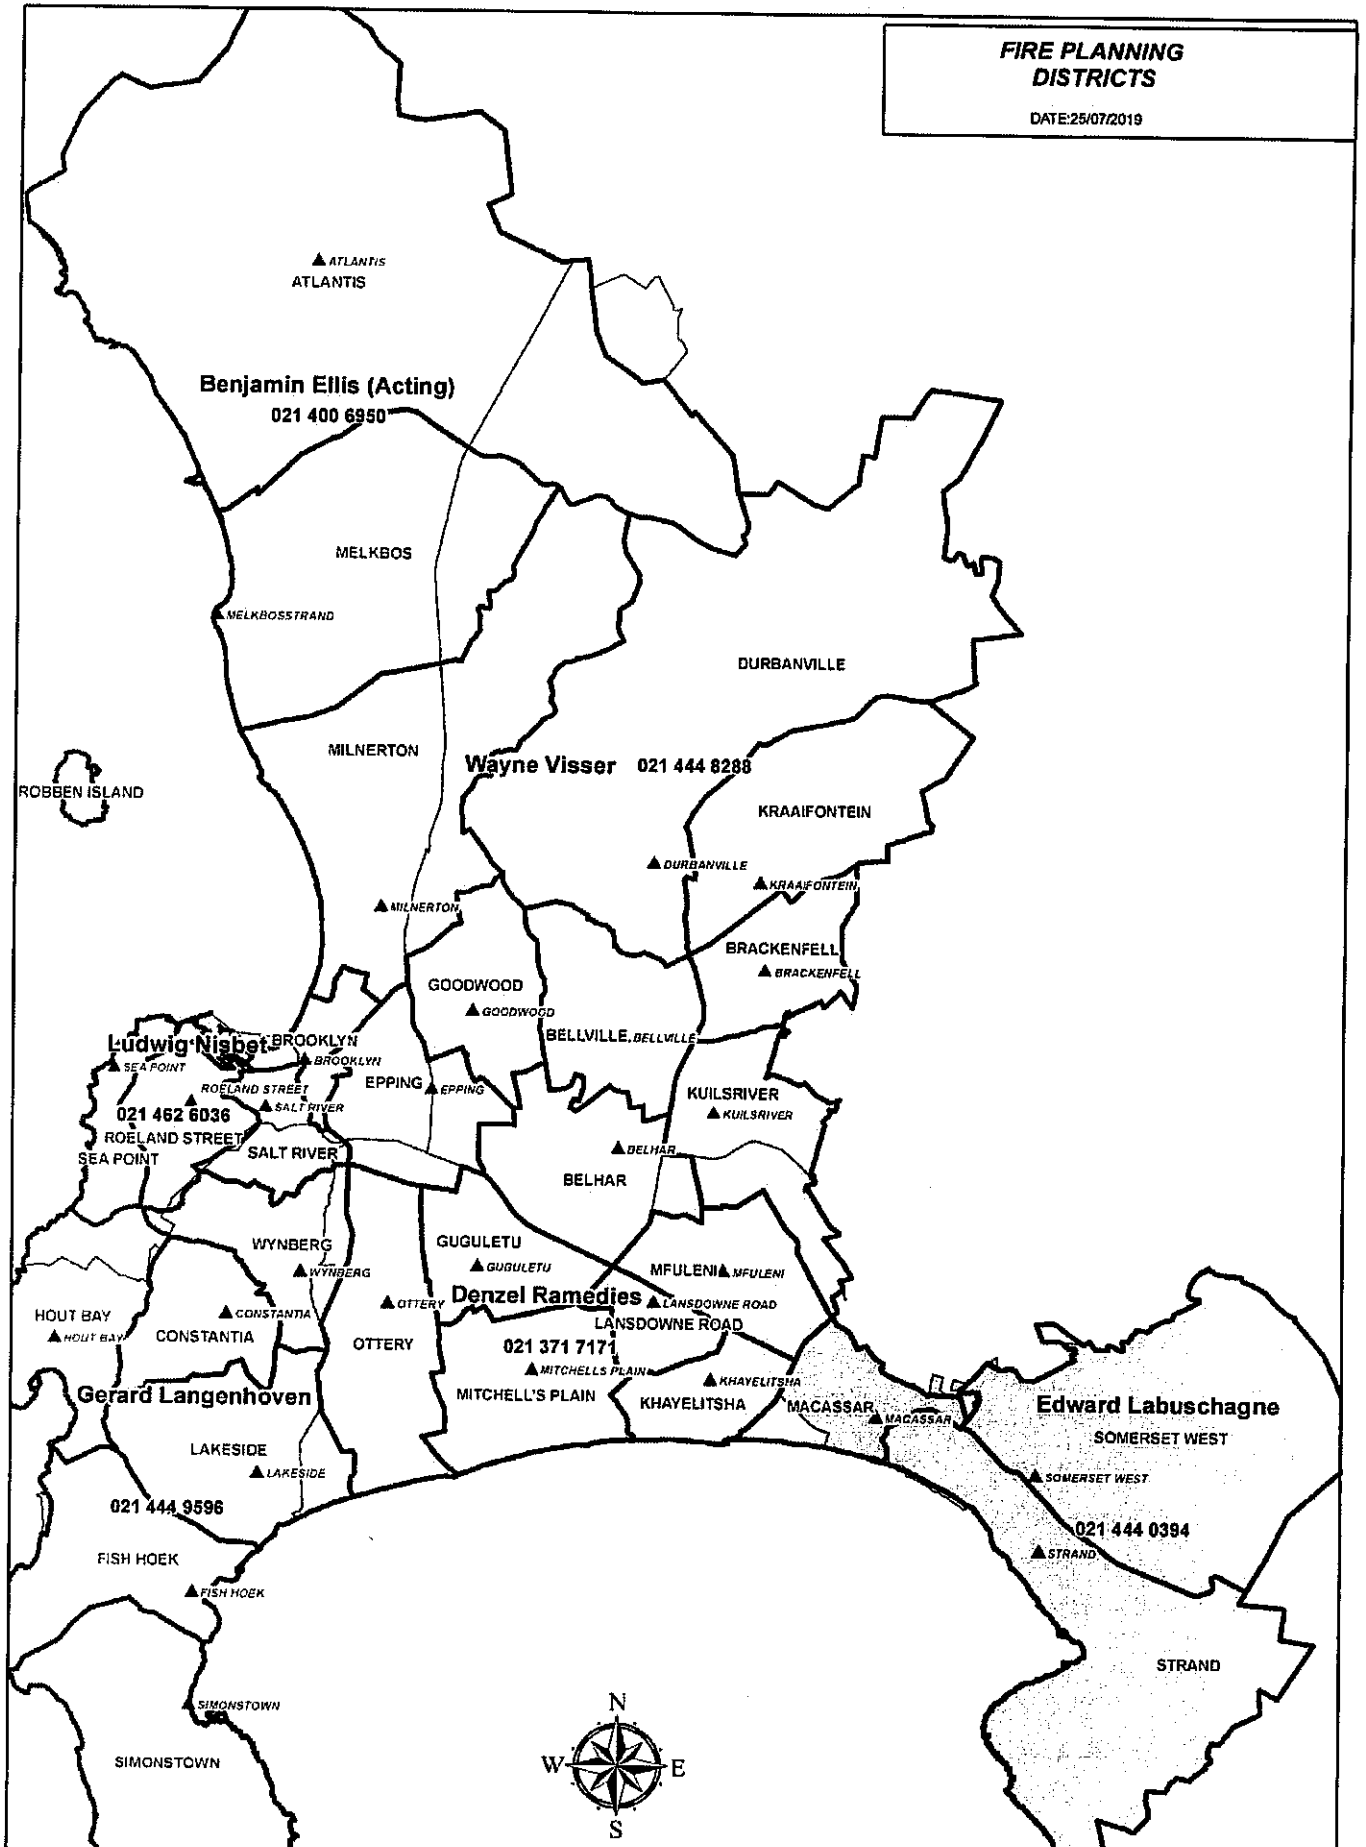 FIRE PLANNING
DISTRICTS
DATE:25/07/2019
ATLANTIS
ATLANTIS
Benjamin Ellis (Acting)
021 400 6950
MELKBOS
MELKBOSSTRAND
DURBANVILLE
MILNERTON
Wayne Visser 021 444 8288
ROBBEN ISLAND
KRAAIFONTEIN
DURBANVILLE
KRAAIFONTEIN
MILNERTON
BRACKENFELL
BRACKENFELL
GOODWOOD
GOODWOOD
BELLVILLE BELLVILLE
Ludwig Nisbet
BROOKLYN
BROOKLYN
SEA POINT
EPPING
EPPING
ROELAND STREET
SALT RIVER
021 462 6036
ROELAND STREET
SEA POINT
SALT RIVER
KUILSRIVER
KUILSRIVER
BELHAR
BELHAR
WYNBERG
WYNBERG
GUGULETU
GUGULETU
MFULENI
MFULENI
HOUT BAY
HOUT BAY
CONSTANTIA
CONSTANTIA
OTTERY
OTTERY
Denzel Ramedies
LANSDOWNE ROAD
LANSDOWNE ROAD
021 371 7171
MITCHELLS PLAIN
MITCHELL'S PLAIN
KHAYELITSHA
KHAYELITSHA
Gerard Langenhoven
MACASSAR
MACASSAR
Edward Labuschagne
SOMERSET WEST
SOMERSET WEST
LAKESIDE
LAKESIDE
021 444 9596
021 444 0394
STRAND
FISH HOEK
FISH HOEK
STRAND
SIMONSTOWN
SIMONSTOWN
N
W
E
S